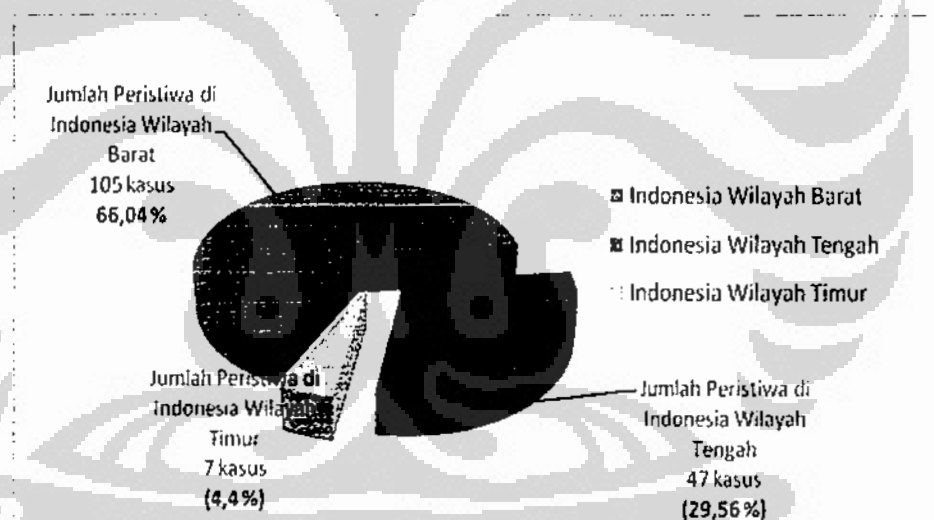 Jumlah Peristiwa di
Indonesia Wilayah
Barat
105 kasus
66,04%
Indonesia Wilayah Barat
Indonesia Wilayah Tengah
Indonesia Wilayah Timur
Jumlah Peristiwa di
Indonesia Wilayah
Timur
7 kasus
(4,4%)
Jumlah Peristiwa di
Indonesia Wilayah
Tengah
47 kasus
(29,56%)